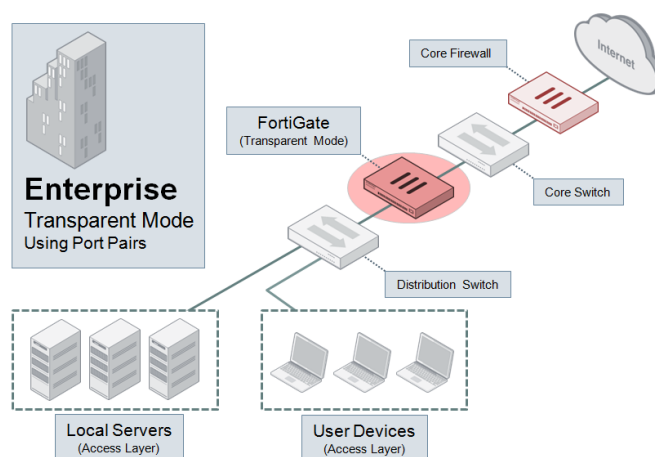 Internet
Core Firewall
FortiGate
(Transparent Mode)
Core Switch
Enterprise
Transparent Mode
Using Port Pairs
Distribution Switch
Local Servers
(Access Layer)
User Devices
(Access Layer)